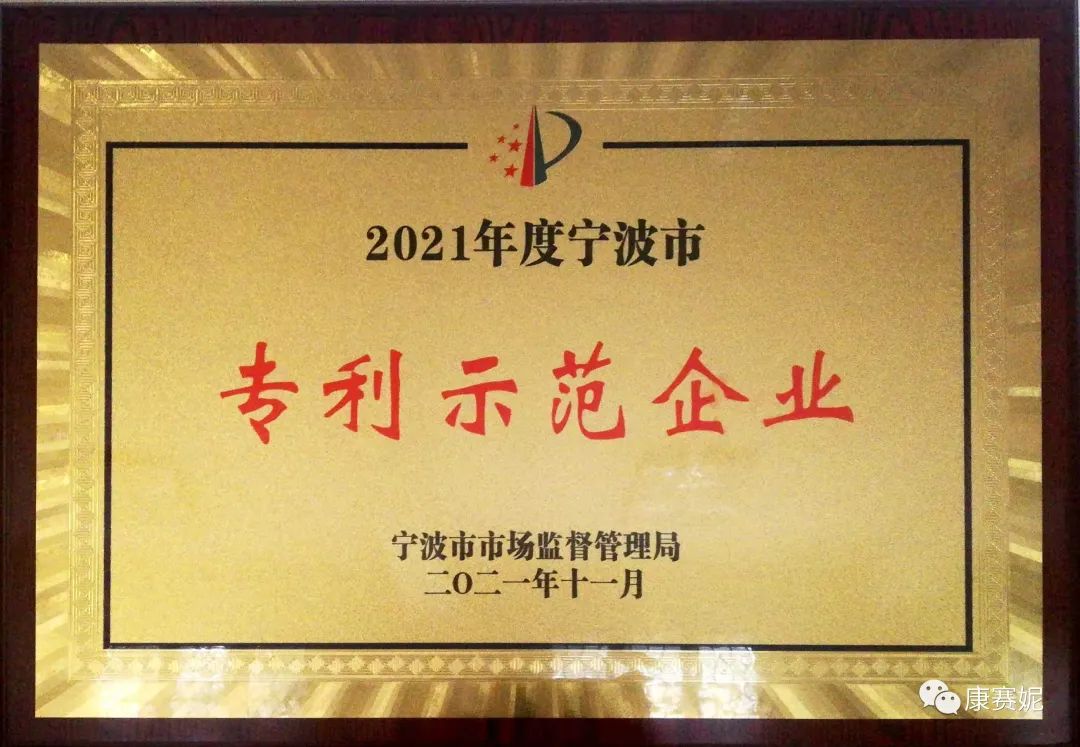 2021年度宁波市
专利示范企业
宁波市市场监督管理局
二〇二一年十一月
康赛妮